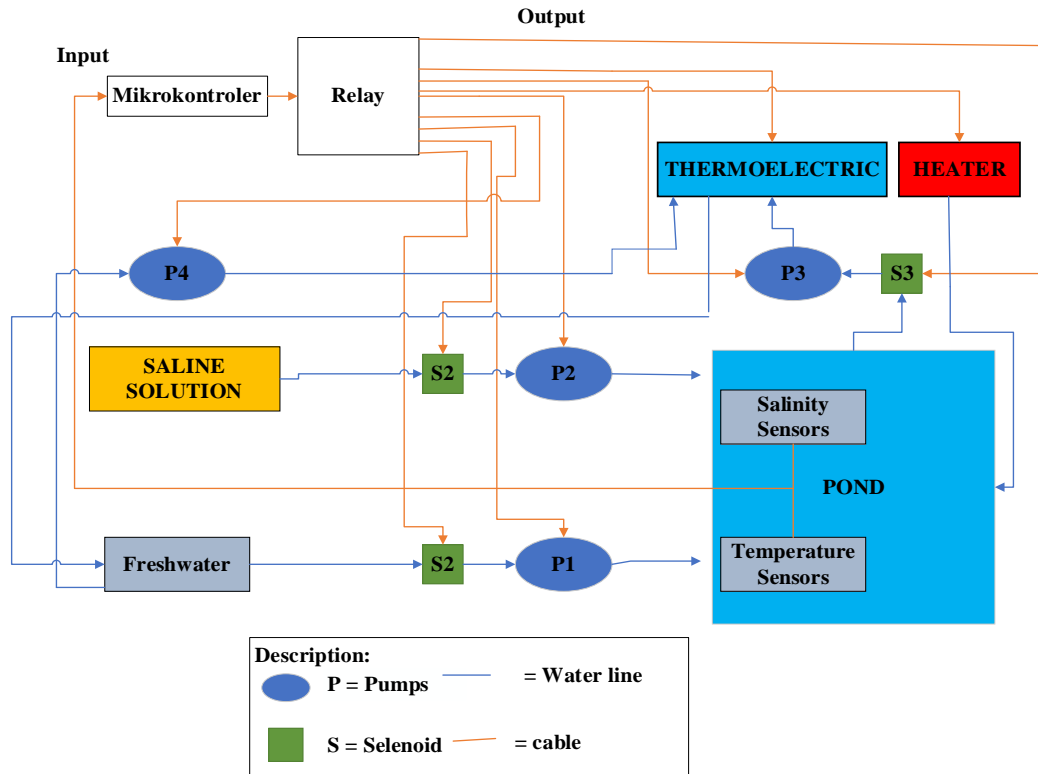 Output
Input
Mikrokontroler
Relay
THERMOELECTRIC
HEATER
P4
P3
S3
SALINE
SOLUTION
S2
P2
Salinity
Sensors
POND
Freshwater
S2
P1
Temperature
Sensors
Description:
P = Pumps
= Water line
S = Selenoid
= cable